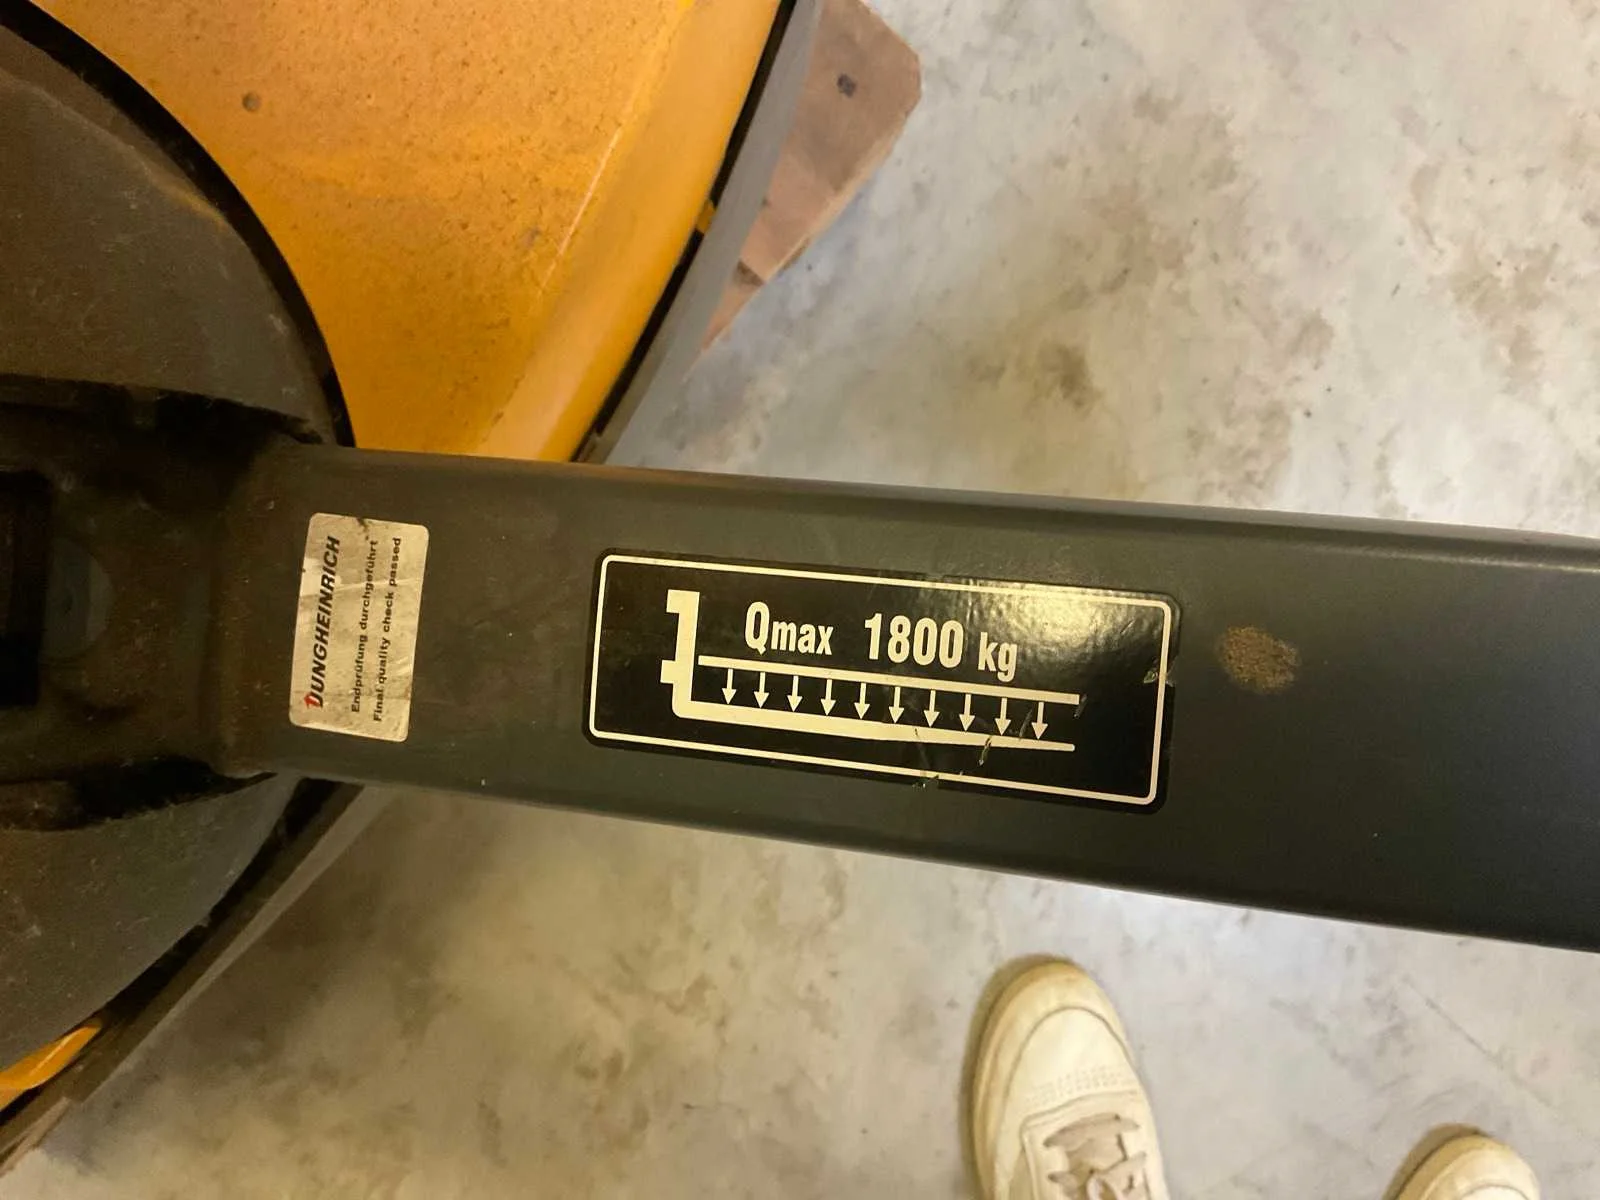 JUNGHEINRICH
Endprüfung durchgeführt
Final quality check passed
Qmax 1800 kg